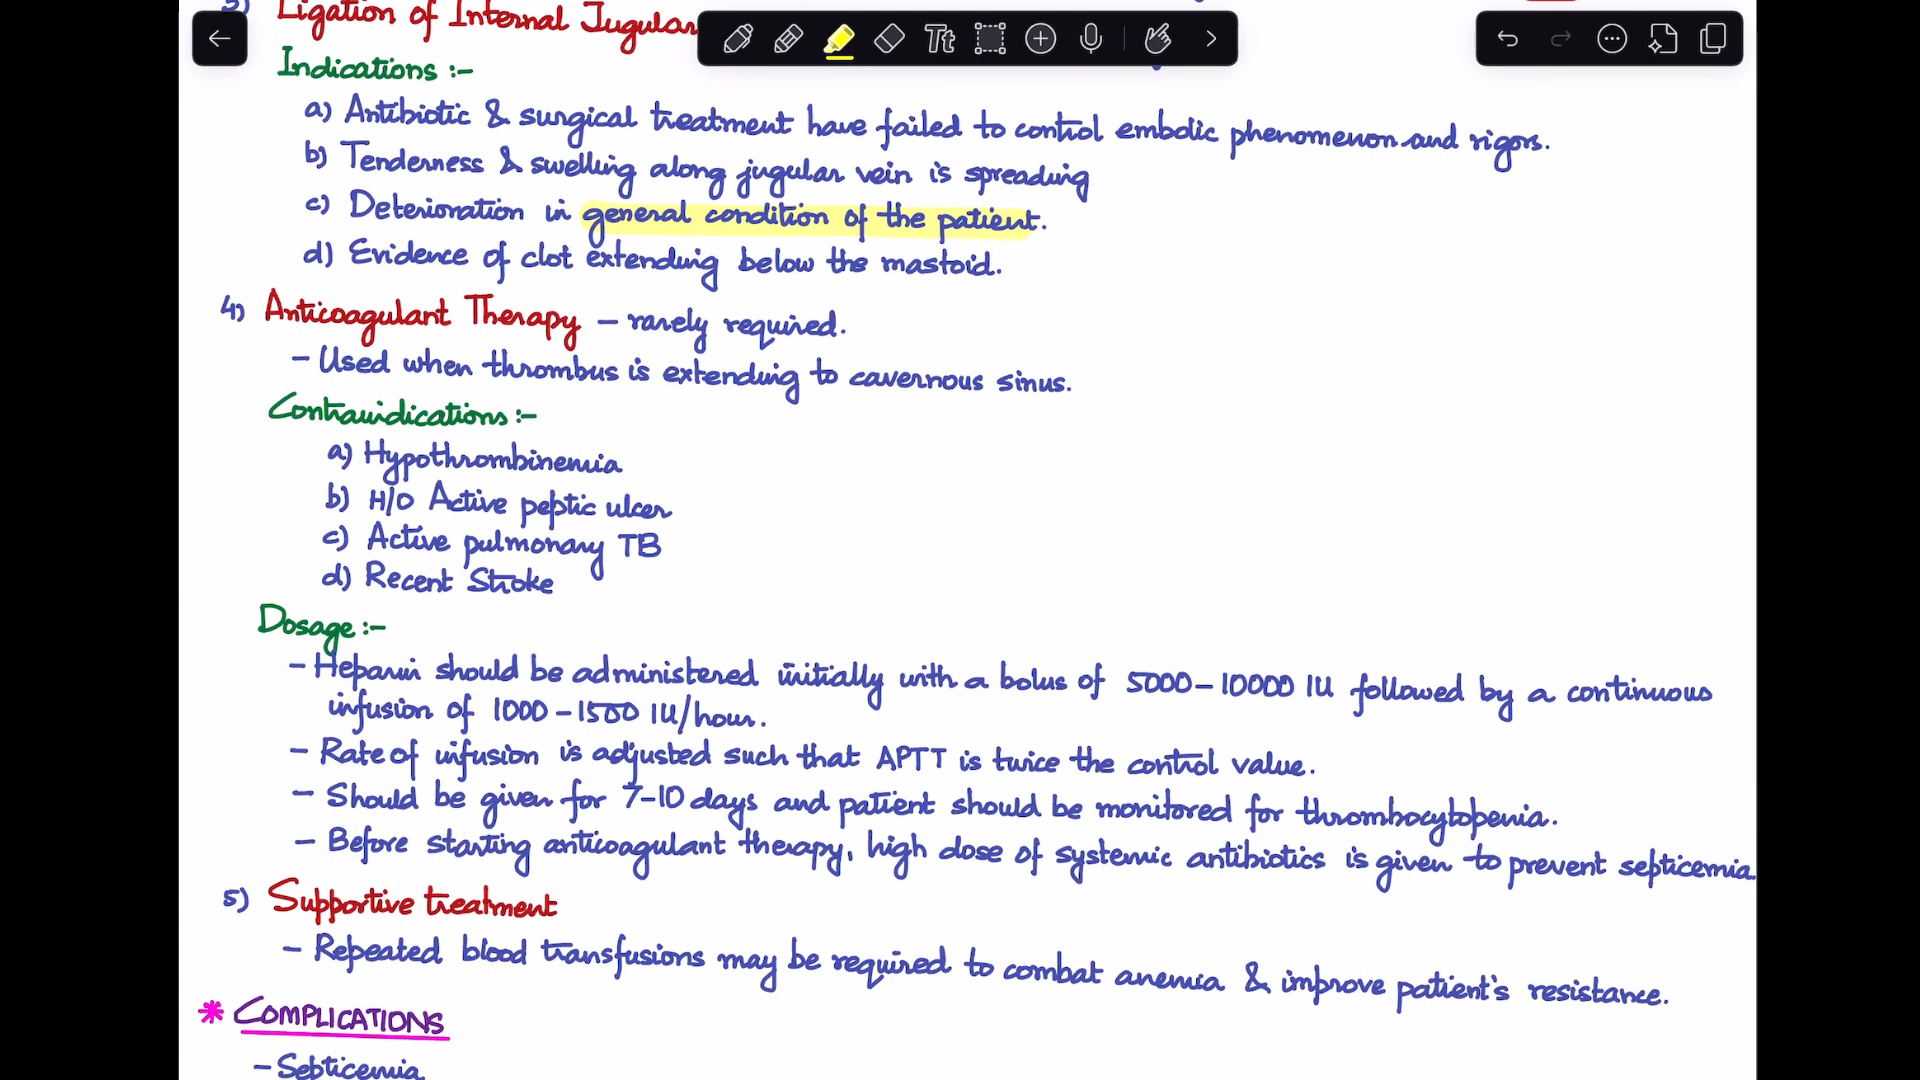 3) Ligation of Internal Jugular
Indications :-
a) Antibiotic & surgical treatment have failed to control embolic phenomenon and rigors.
b) Tenderness & swelling along jugular vein is spreading
c) Deterioration in general condition of the patient.
d) Evidence of clot extending below the mastoid.
4) Anticoagulant Therapy – rarely required.
– Used when thrombus is extending to cavernous sinus.
Contraindications :-
a) Hypothrombinemia
b) H/O Active peptic ulcer
c) Active pulmonary TB
d) Recent Stroke
Dosage :-
– Heparin should be administered initially with a bolus of 5000–10000 IU followed by a continuous
infusion of 1000–1500 IU/hour.
– Rate of infusion is adjusted such that APTT is twice the control value.
– Should be given for 7–10 days and patient should be monitored for thrombocytopenia.
– Before starting anticoagulant therapy, high dose of systemic antibiotics is given to prevent septicemia.
5) Supportive treatment
– Repeated blood transfusions may be required to combat anemia & improve patient's resistance.
* COMPLICATIONS
– Septicemia